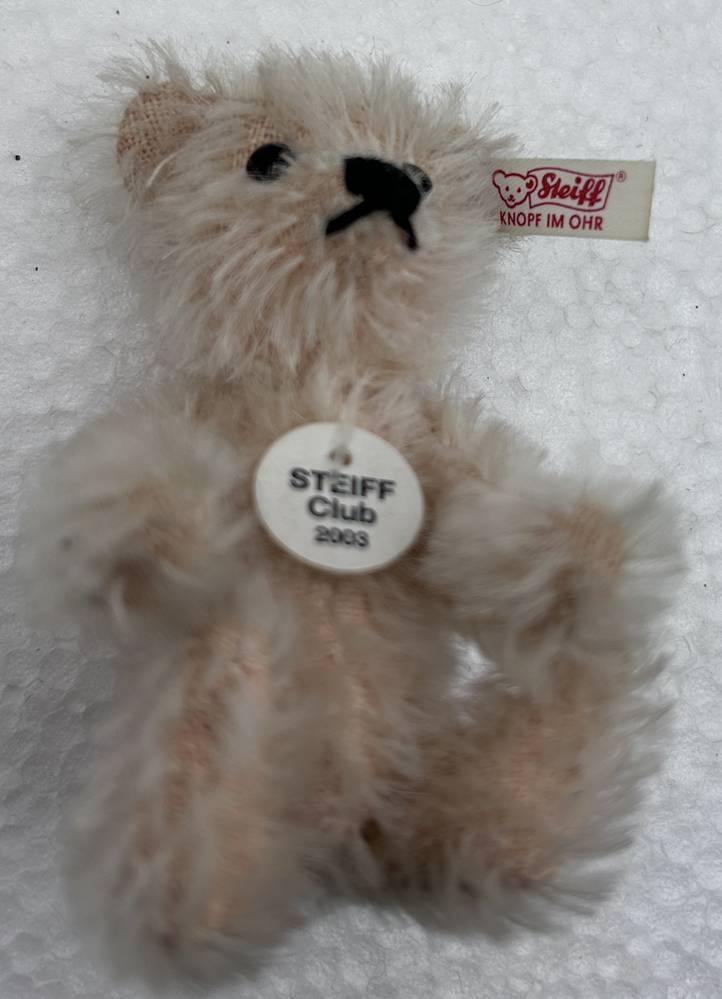 Steiff®
KNOPF IM OHR
STEIFF
Club
2003